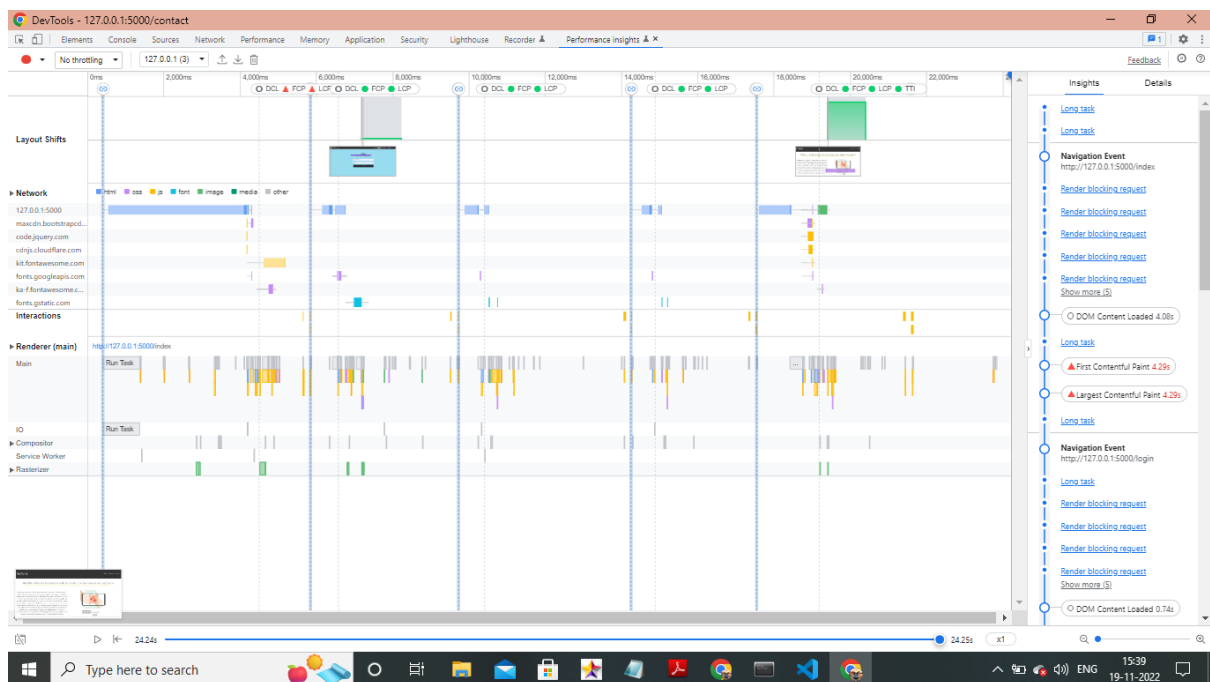 DevTools - 127.0.0.1:5000/contact
Elements Console Sources Network Performance Memory Application Security Lighthouse Recorder Performance insights × 1
No throttling 127.0.0.1 (3) Feedback
0ms 2,000ms 4,000ms 6,000ms 8,000ms 10,000ms 12,000ms 14,000ms 16,000ms 18,000ms 20,000ms 22,000ms
DCL FCP LCP DCL FCP LCP DCL FCP LCP DCL FCP LCP DCL FCP LCP TTI
Layout Shifts
Network html css js font image media other
127.0.0.1:5000
maxcdn.bootstrapcd...
code.jquery.com
cdnjs.cloudflare.com
kit.fontawesome.com
fonts.googleapis.com
ka-f.fontawesome.c...
fonts.gstatic.com
Interactions
Renderer (main) http://127.0.0.1:5000/index
Main Run Task ...
IO Run Task
Compositor
Service Worker
Rasterizer
Insights Details
Long task
Long task
Navigation Event
http://127.0.0.1:5000/index
Render blocking request
Render blocking request
Render blocking request
Render blocking request
Render blocking request
Show more (5)
DOM Content Loaded 4.08s
Long task
First Contentful Paint 4.29s
Largest Contentful Paint 4.29s
Long task
Navigation Event
http://127.0.0.1:5000/login
Long task
Render blocking request
Render blocking request
Render blocking request
Render blocking request
Show more (5)
DOM Content Loaded 0.74s
24.24s 24.25s x1
Type here to search ENG 15:39
19-11-2022